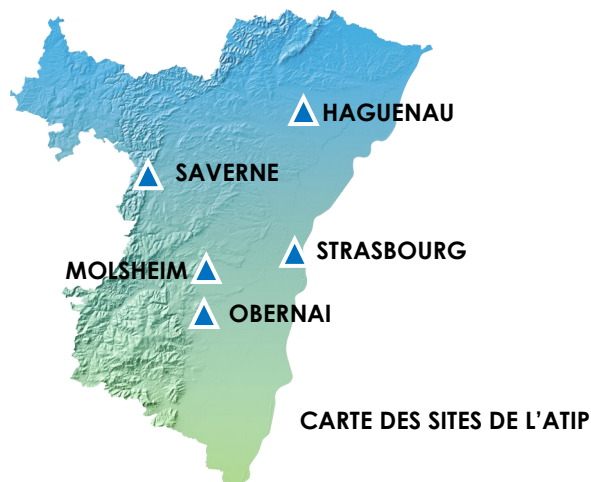 HAGUENAU
SAVERNE
STRASBOURG
MOLSHEIM
OBERNAI
CARTE DES SITES DE L’ATIP